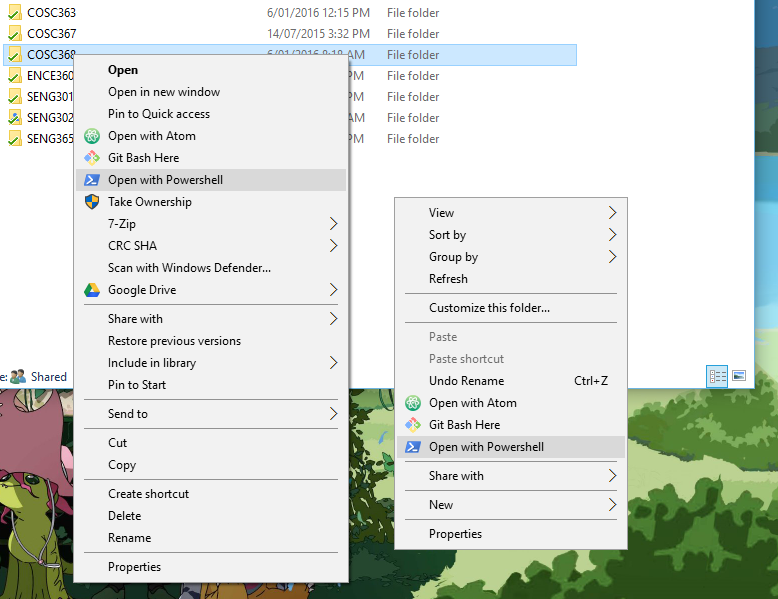 COSC363 6/01/2016 12:15 PM File folder
COSC367 14/07/2015 3:32 PM File folder
COSC368 6/01/2016 8:18 AM File folder
ENCE360 PM File folder
SENG301 PM File folder
SENG302 AM File folder
SENG365 PM File folder
e: Shared
Open
Open in new window
Pin to Quick access
Open with Atom
Git Bash Here
Open with Powershell
Take Ownership
7-Zip
CRC SHA
Scan with Windows Defender...
Google Drive
Share with
Restore previous versions
Include in library
Pin to Start
Send to
Cut
Copy
Create shortcut
Delete
Rename
Properties
View
Sort by
Group by
Refresh
Customize this folder...
Paste
Paste shortcut
Undo Rename Ctrl+Z
Open with Atom
Git Bash Here
Open with Powershell
Share with
New
Properties